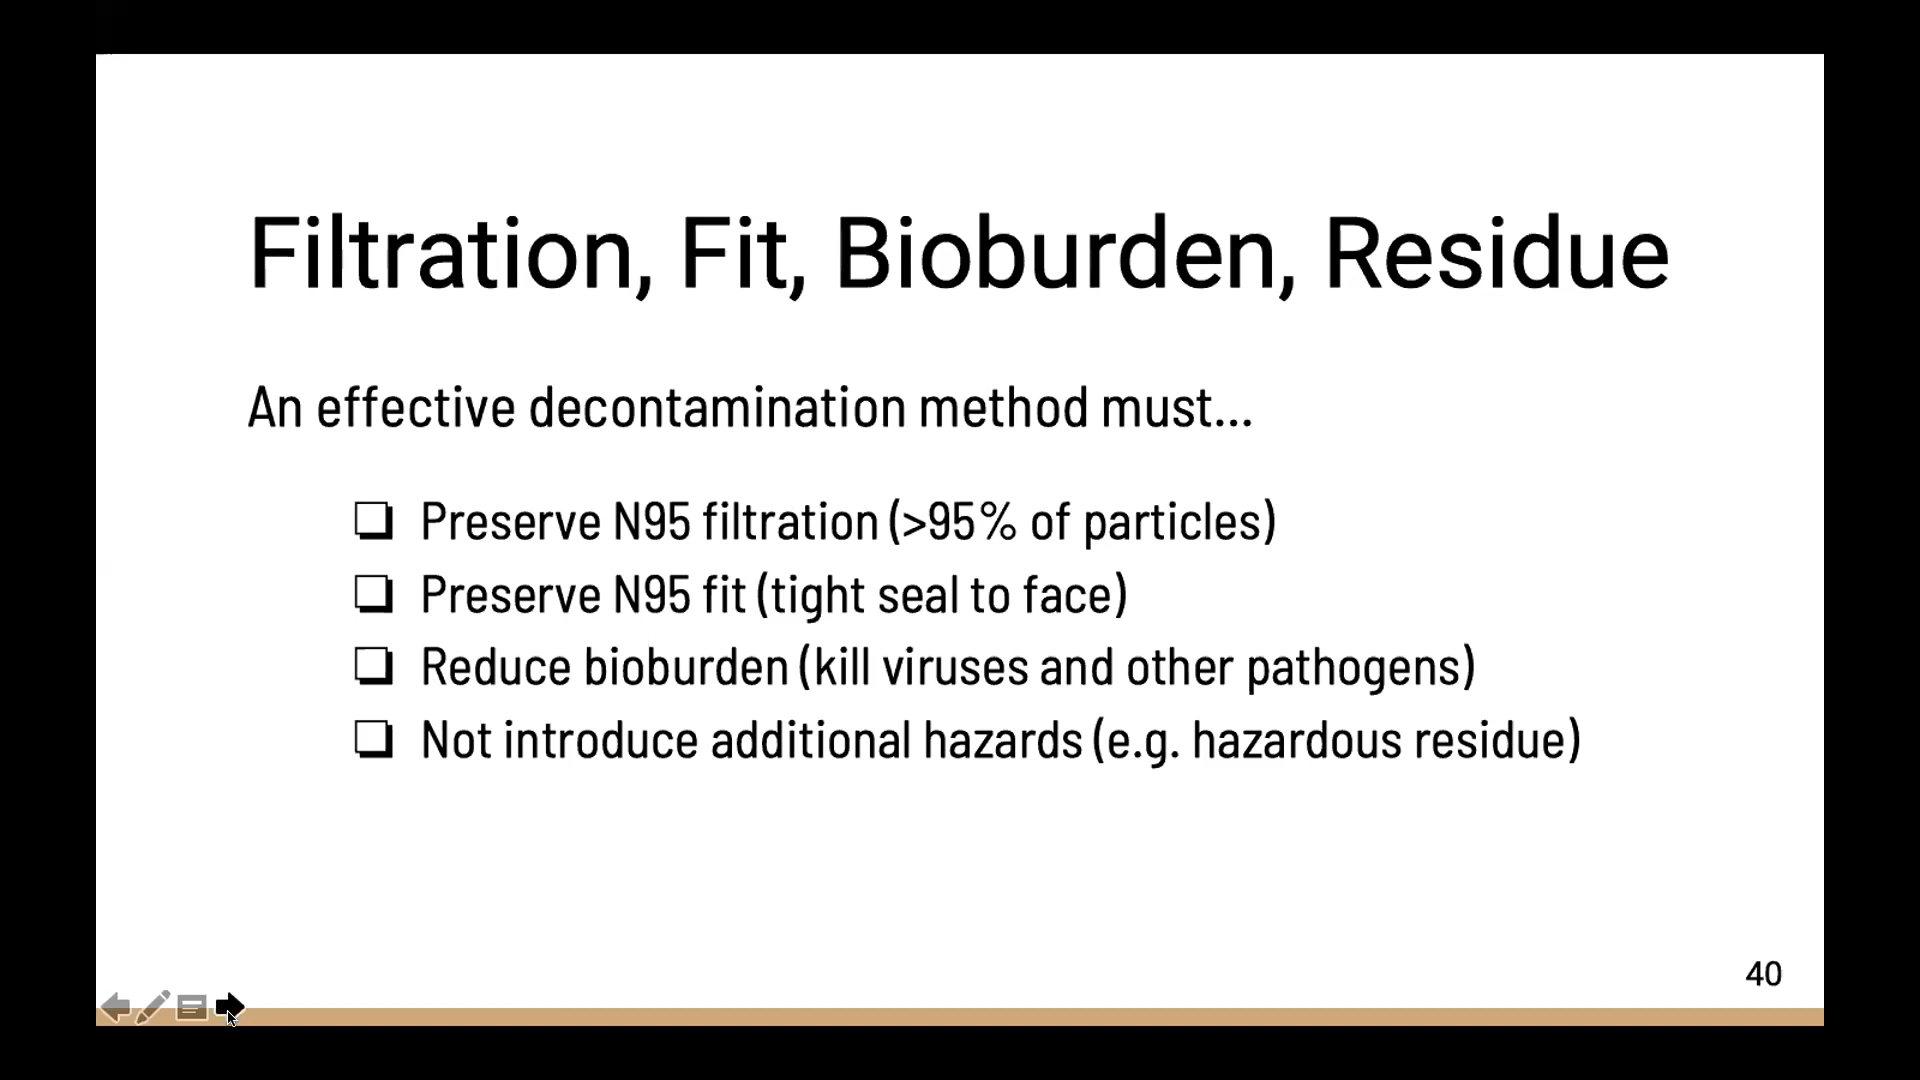 Filtration, Fit, Bioburden, Residue
An effective decontamination method must...
❏ Preserve N95 filtration (>95% of particles)
❏ Preserve N95 fit (tight seal to face)
❏ Reduce bioburden (kill viruses and other pathogens)
❏ Not introduce additional hazards (e.g. hazardous residue)
40